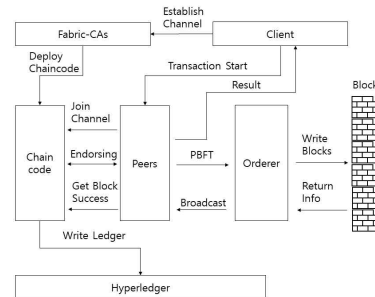 Establish
Channel
Fabric-CAs
Client
Deploy
Chaincode
Transaction Start
Result
Block
Join
Channel
Chain
code
Endorsing
Peers
PBFT
Orderer
Write
Blocks
Get Block
Success
Broadcast
Return
Info
Write Ledger
Hyperledger